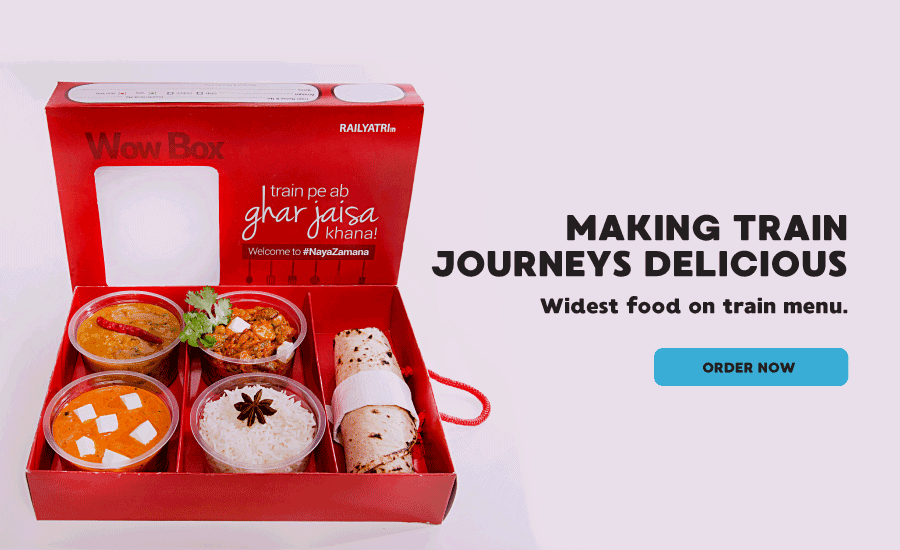 RAILYATRI.in
Wow Box
train pe ab
ghar jaisa
khana!
Welcome to #NayaZamana
MAKING TRAIN
JOURNEYS DELICIOUS
Widest food on train menu.
ORDER NOW